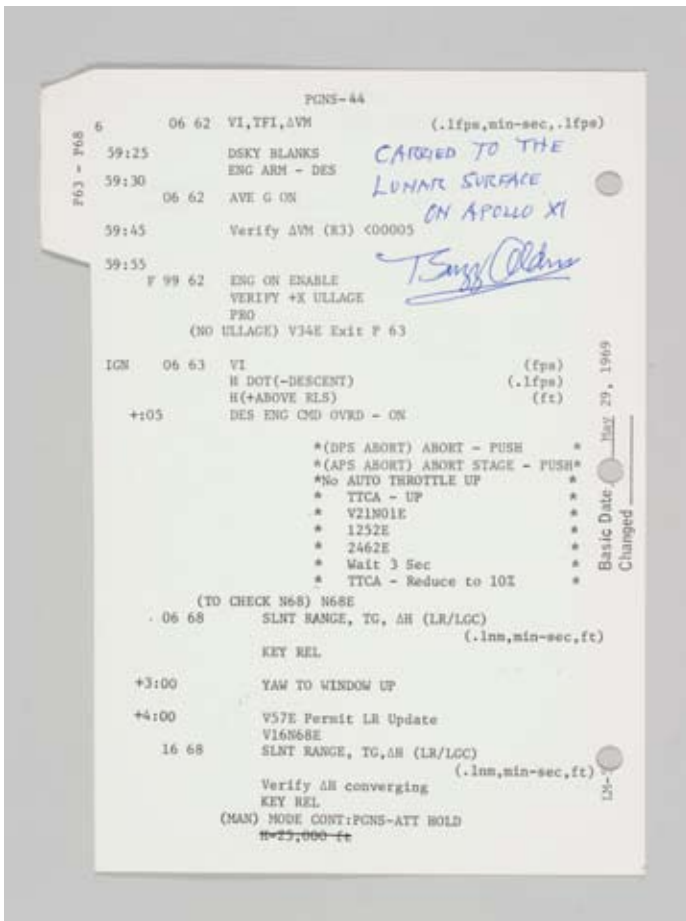 PGNS-44
6 06 62 VI,TFI,ΔVM (.1fps,min-sec,.1fps)
P63 - P68
59:25 DSKY BLANKS
CARRIED TO THE
ENG ARM - DES
LUNAR SURFACE
59:30
06 62 AVE G ON
ON APOLLO XI
59:45 Verify ΔVM (R3) <00005
Buzz Aldrin
59:55
F 99 62 ENG ON ENABLE
VERIFY +X ULLAGE
PRO
(NO ULLAGE) V34E Exit P 63
IGN 06 63 VI (fps)
H DOT(-DESCENT) (.1fps)
H(+ABOVE RLS) (ft)
+:05 DES ENG CMD OVRD - ON
Basic Date May 29, 1969
Changed
*(DPS ABORT) ABORT - PUSH *
*(APS ABORT) ABORT STAGE - PUSH*
*No AUTO THROTTLE UP *
* TTCA - UP *
* V21N01E *
* 1252E *
* 2462E *
* Wait 3 Sec *
* TTCA - Reduce to 10% *
(TO CHECK N68) N68E
06 68 SLNT RANGE, TG, ΔH (LR/LGC)
(.1nm,min-sec,ft)
KEY REL
+3:00 YAW TO WINDOW UP
+4:00 V57E Permit LR Update
V16N68E
16 68 SLNT RANGE, TG,ΔH (LR/LGC)
(.1nm,min-sec,ft)
Verify ΔH converging
KEY REL
(MAN) MODE CONT:PGNS-ATT HOLD
H=25,000 ft